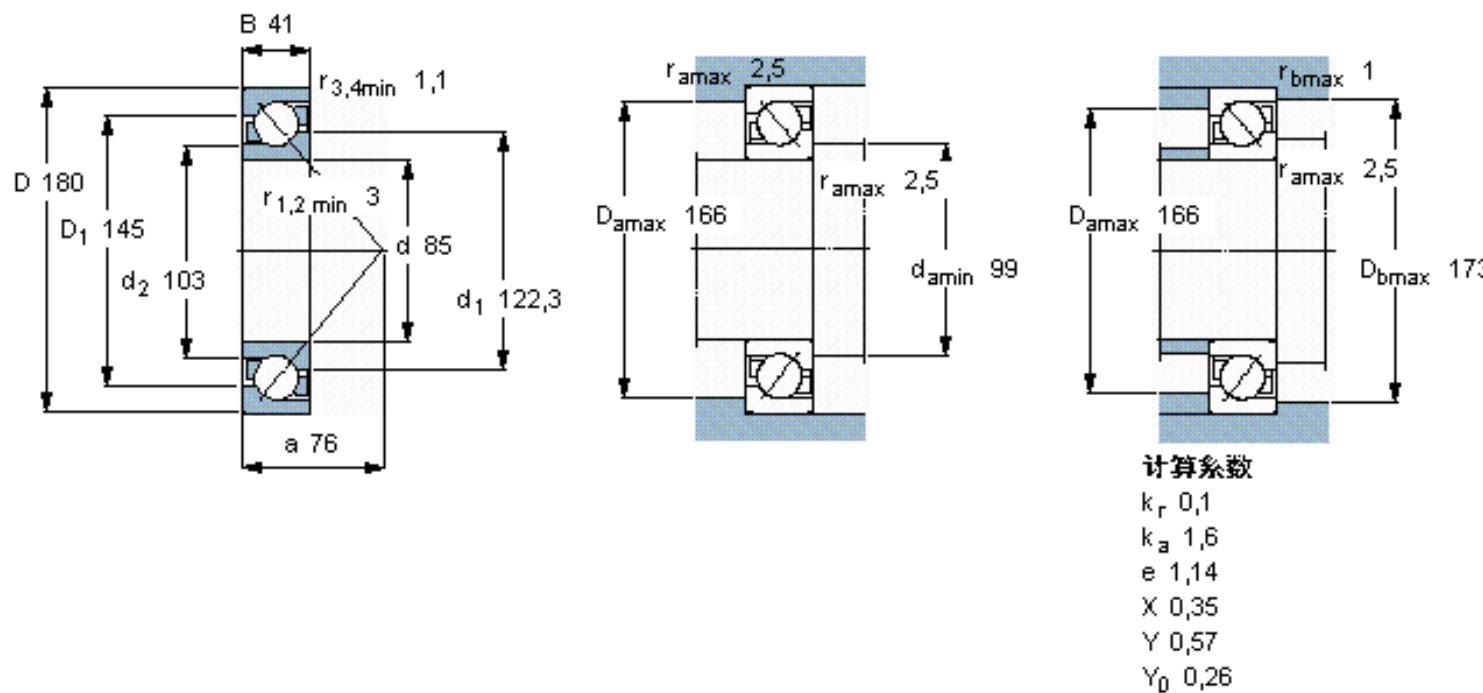 B 41
r3,4min 1,1
D 180
D1 145
r1,2 min 3
d 85
d2 103
d1 122,3
a 76
ramax 2,5
ramax 2,5
Damax 166
damin 99
rbmax 1
ramax 2,5
Damax 166
Dbmax 173
计算系数
kr 0,1
ka 1,6
e 1,14
X 0,35
Y 0,57
Y0 0,26